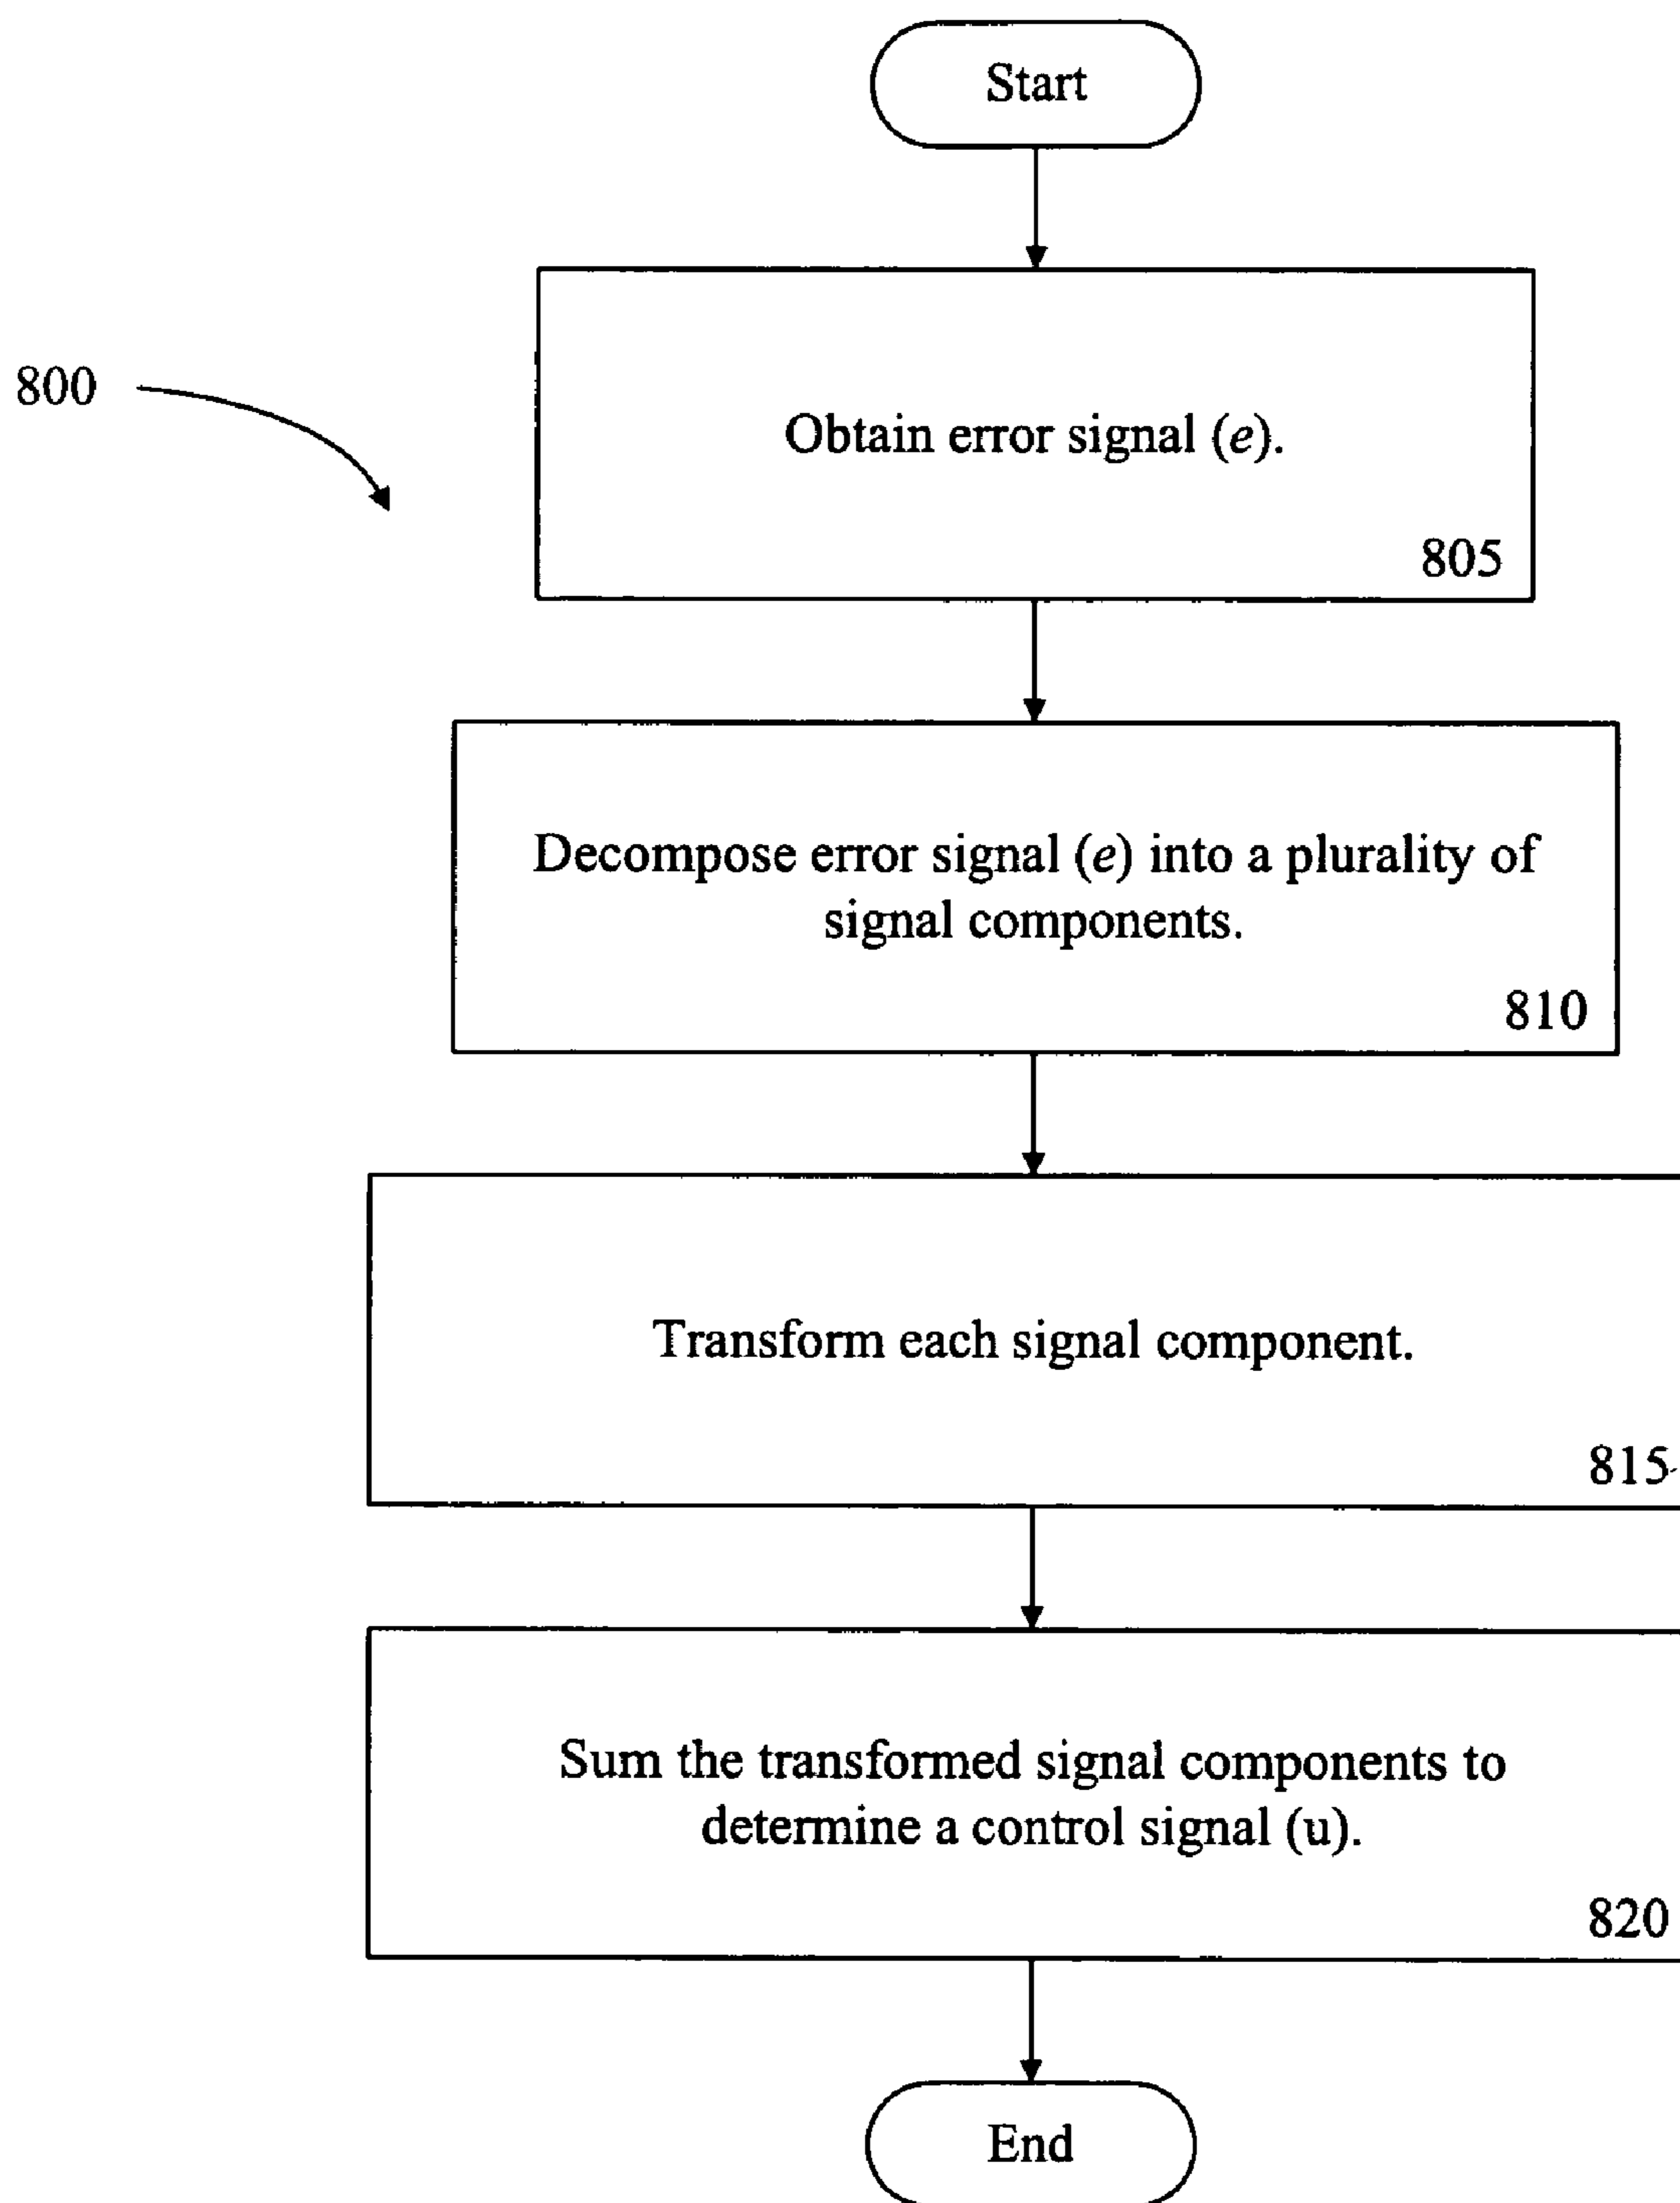 Start
800
Obtain error signal (e).
805
Decompose error signal (e) into a plurality of
signal components.
810
Transform each signal component.
815
Sum the transformed signal components to
determine a control signal (u).
820
End